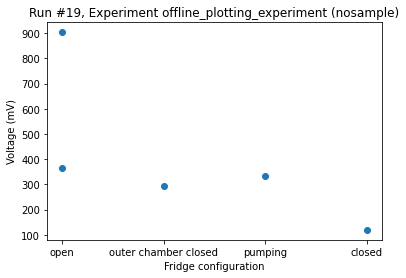 Run #19, Experiment offline_plotting_experiment (nosample)
900
800
700
600
500
400
300
200
100
Voltage (mV)
open outer chamber closed pumping closed
Fridge configuration